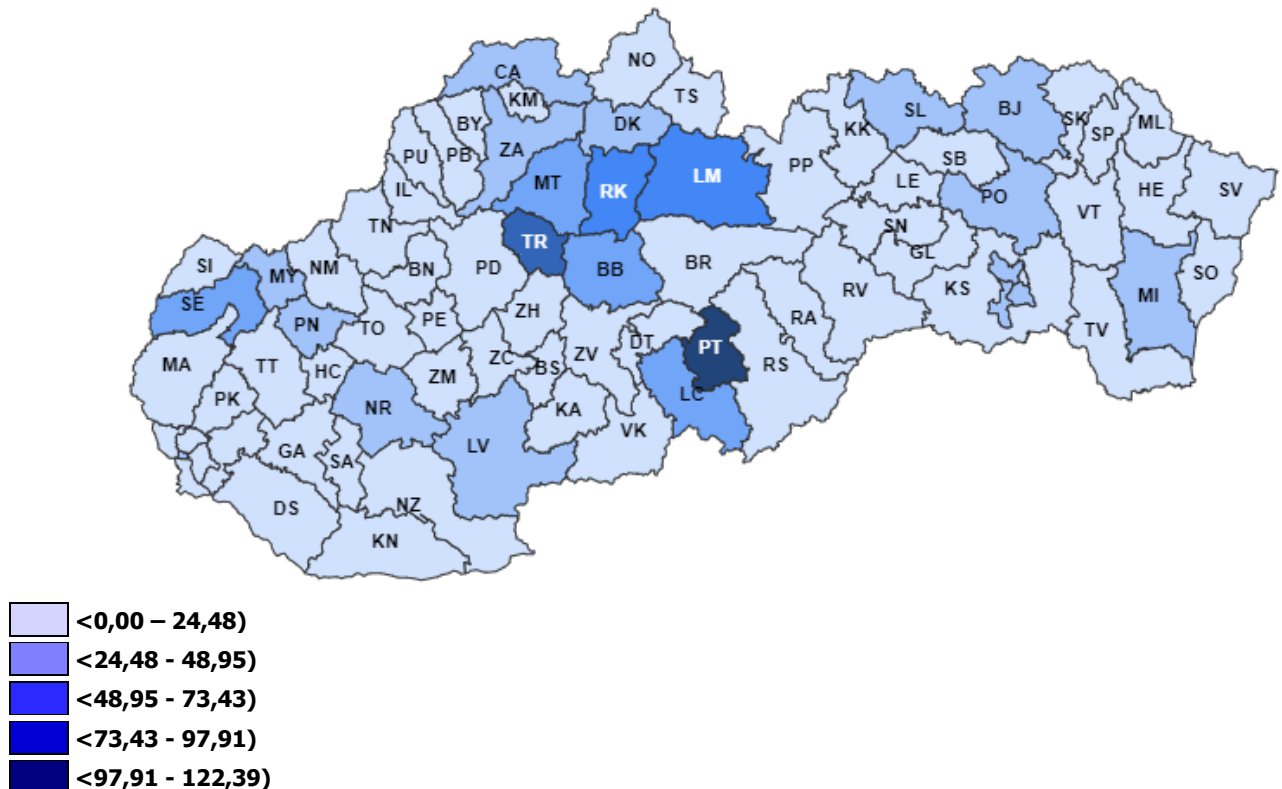 NO
CA
TS
KM
BY
DK
ZA
PU
PB
IL
MT
RK
LM
TN
TR
BB
BR
PP
KK
SL
BJ
SK
SP
ML
SB
LE
PO
HE
SV
VT
SN
GL
SO
MI
KS
RV
RA
RS
TV
SI
MY
NM
BN
PD
SE
PN
TO
PE
ZH
MA
TT
HC
ZM
ZC
BS
ZV
DT
PT
LC
PK
NR
KA
VK
GA
SA
LV
DS
NZ
KN
<0,00 – 24,48)
<24,48 - 48,95)
<48,95 - 73,43)
<73,43 - 97,91)
<97,91 - 122,39)